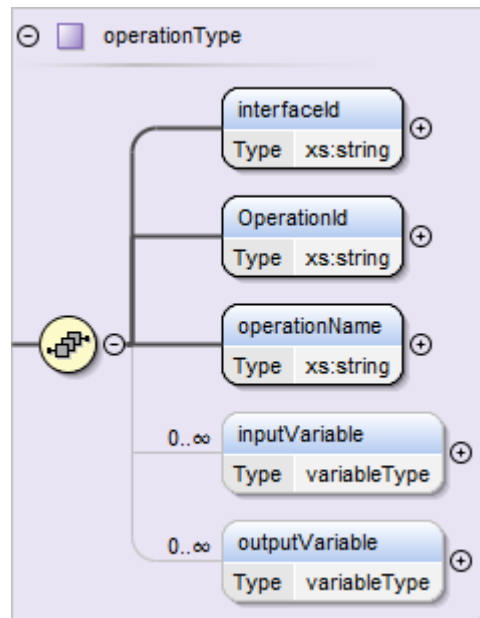 operationType
interfaceId
Type xs:string
OperationId
Type xs:string
operationName
Type xs:string
0..∞ inputVariable
Type variableType
0..∞ outputVariable
Type variableType